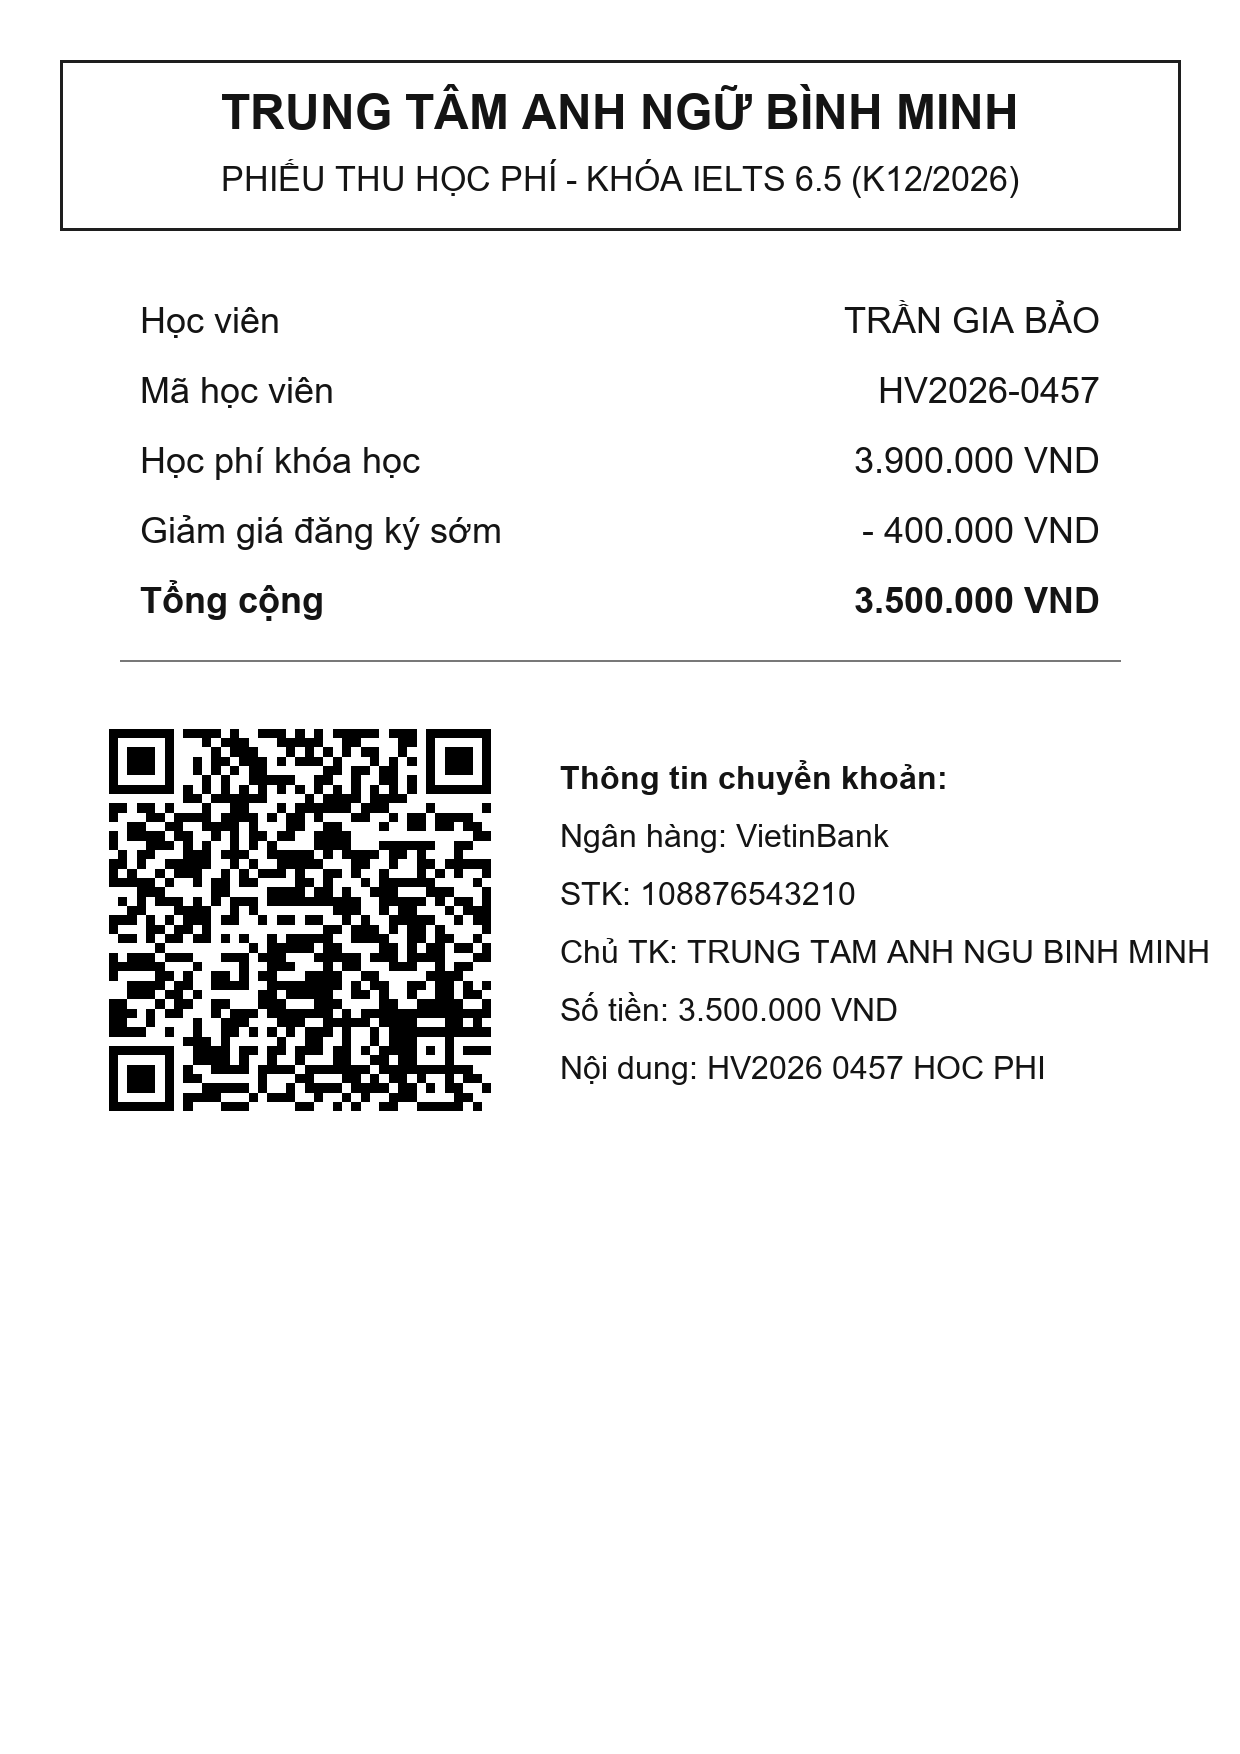 TRUNG TÂM ANH NGỮ BÌNH MINH
PHIẾU THU HỌC PHÍ - KHÓA IELTS 6.5 (K12/2026)
Học viên TRẦN GIA BẢO
Mã học viên HV2026-0457
Học phí khóa học 3.900.000 VND
Giảm giá đăng ký sớm - 400.000 VND
Tổng cộng 3.500.000 VND
Thông tin chuyển khoản:
Ngân hàng: VietinBank
STK: 108876543210
Chủ TK: TRUNG TAM ANH NGU BINH MINH
Số tiền: 3.500.000 VND
Nội dung: HV2026 0457 HOC PHI